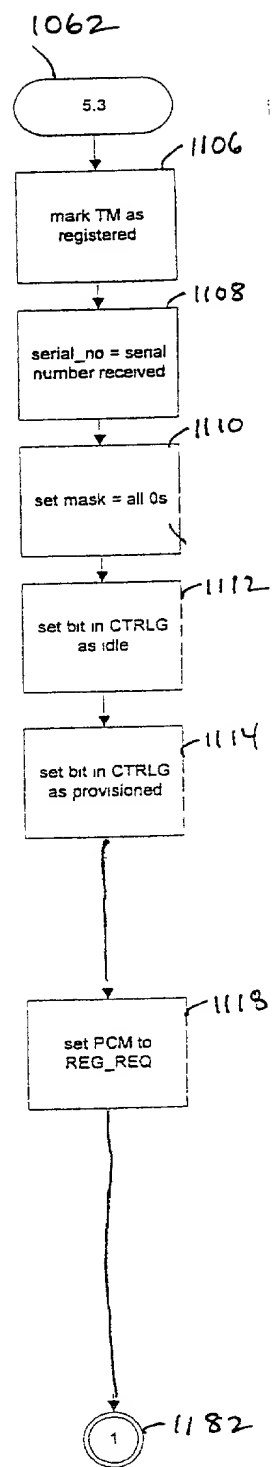 1062
5.3
1106
mark TM as
registered
1108
serial_no = serial
number received
1110
set mask = all 0s
1112
set bit in CTRLG
as idle
1114
set bit in CTRLG
as provisioned
1118
set PCM to
REG_REQ
1
1182